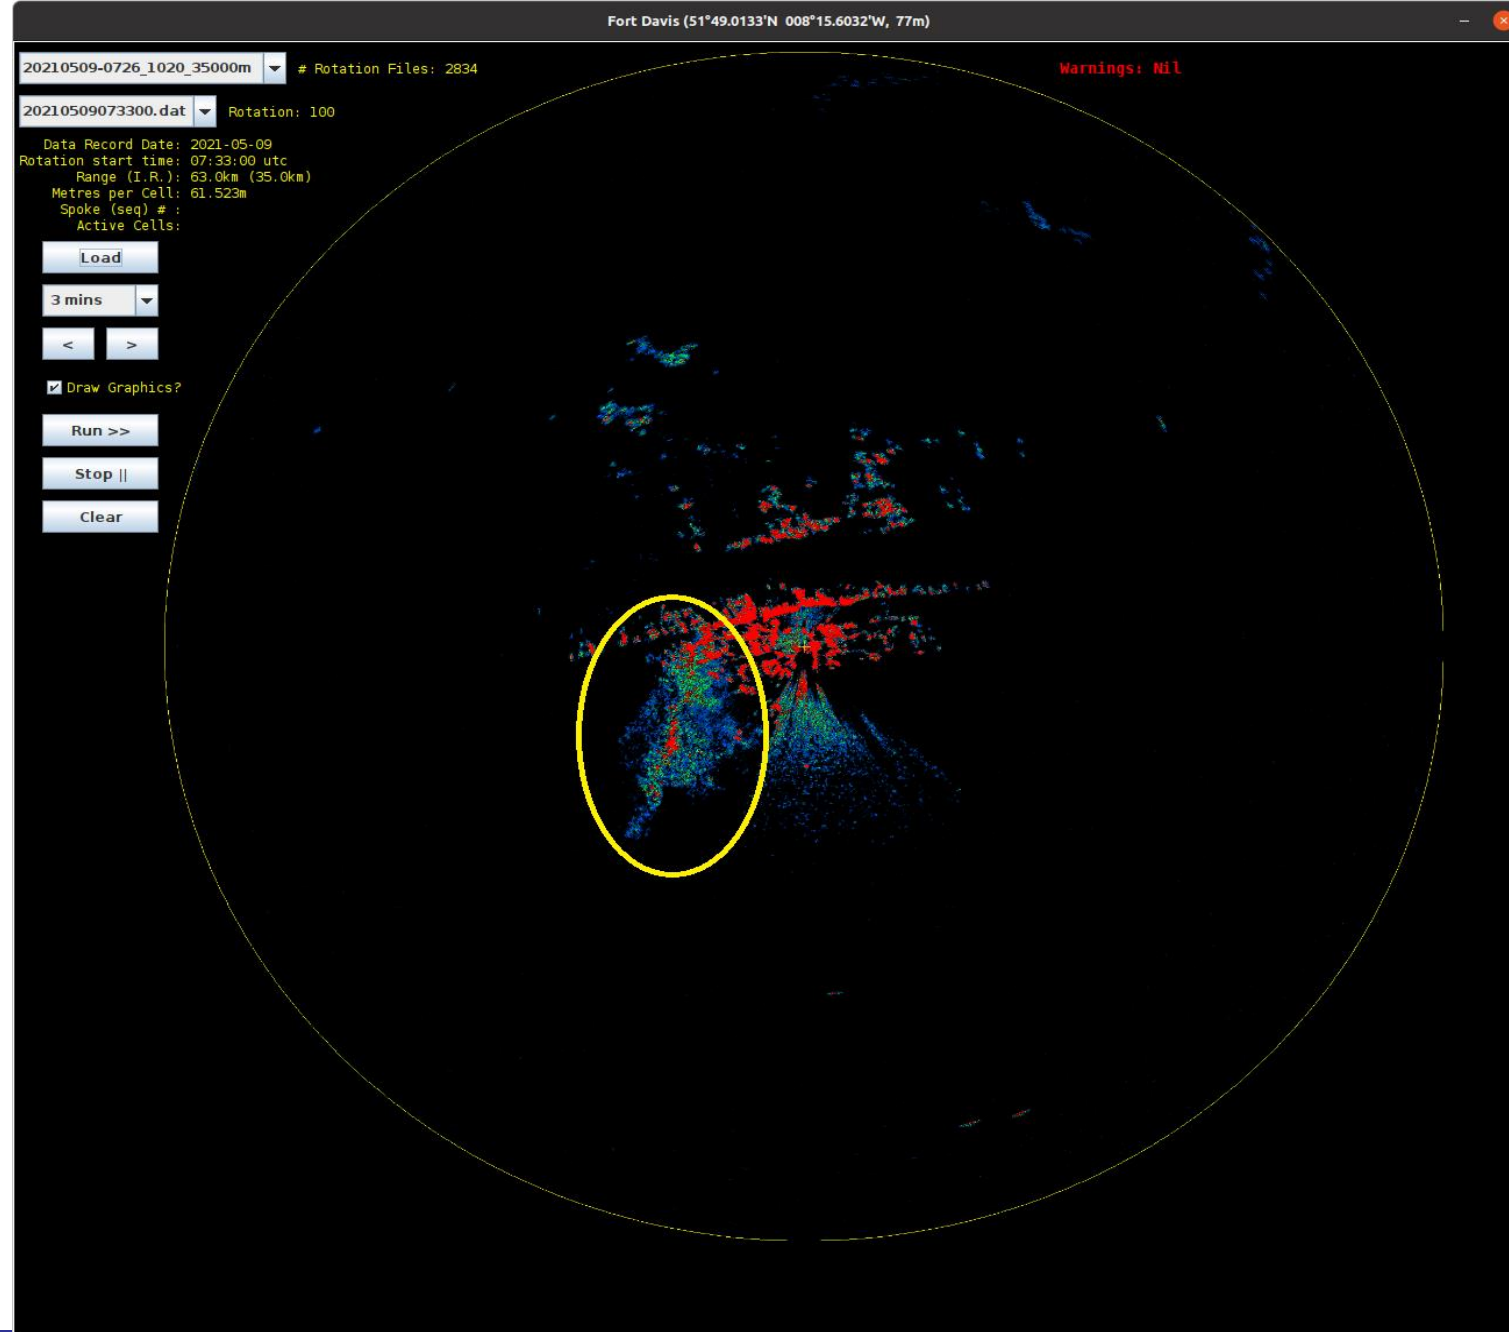 Fort Davis (51°49.0133'N 008°15.6032'W, 77m)
20210509-0726_1020_35000m # Rotation Files: 2834
Warnings: Nil
20210509073300.dat Rotation: 100
Data Record Date: 2021-05-09
Rotation start time: 07:33:00 utc
Range (I.R.): 63.0km (35.0km)
Metres per Cell: 61.523m
Spoke (seq) # :
Active Cells:
Load
3 mins
< >
Draw Graphics?
Run >>
Stop ||
Clear